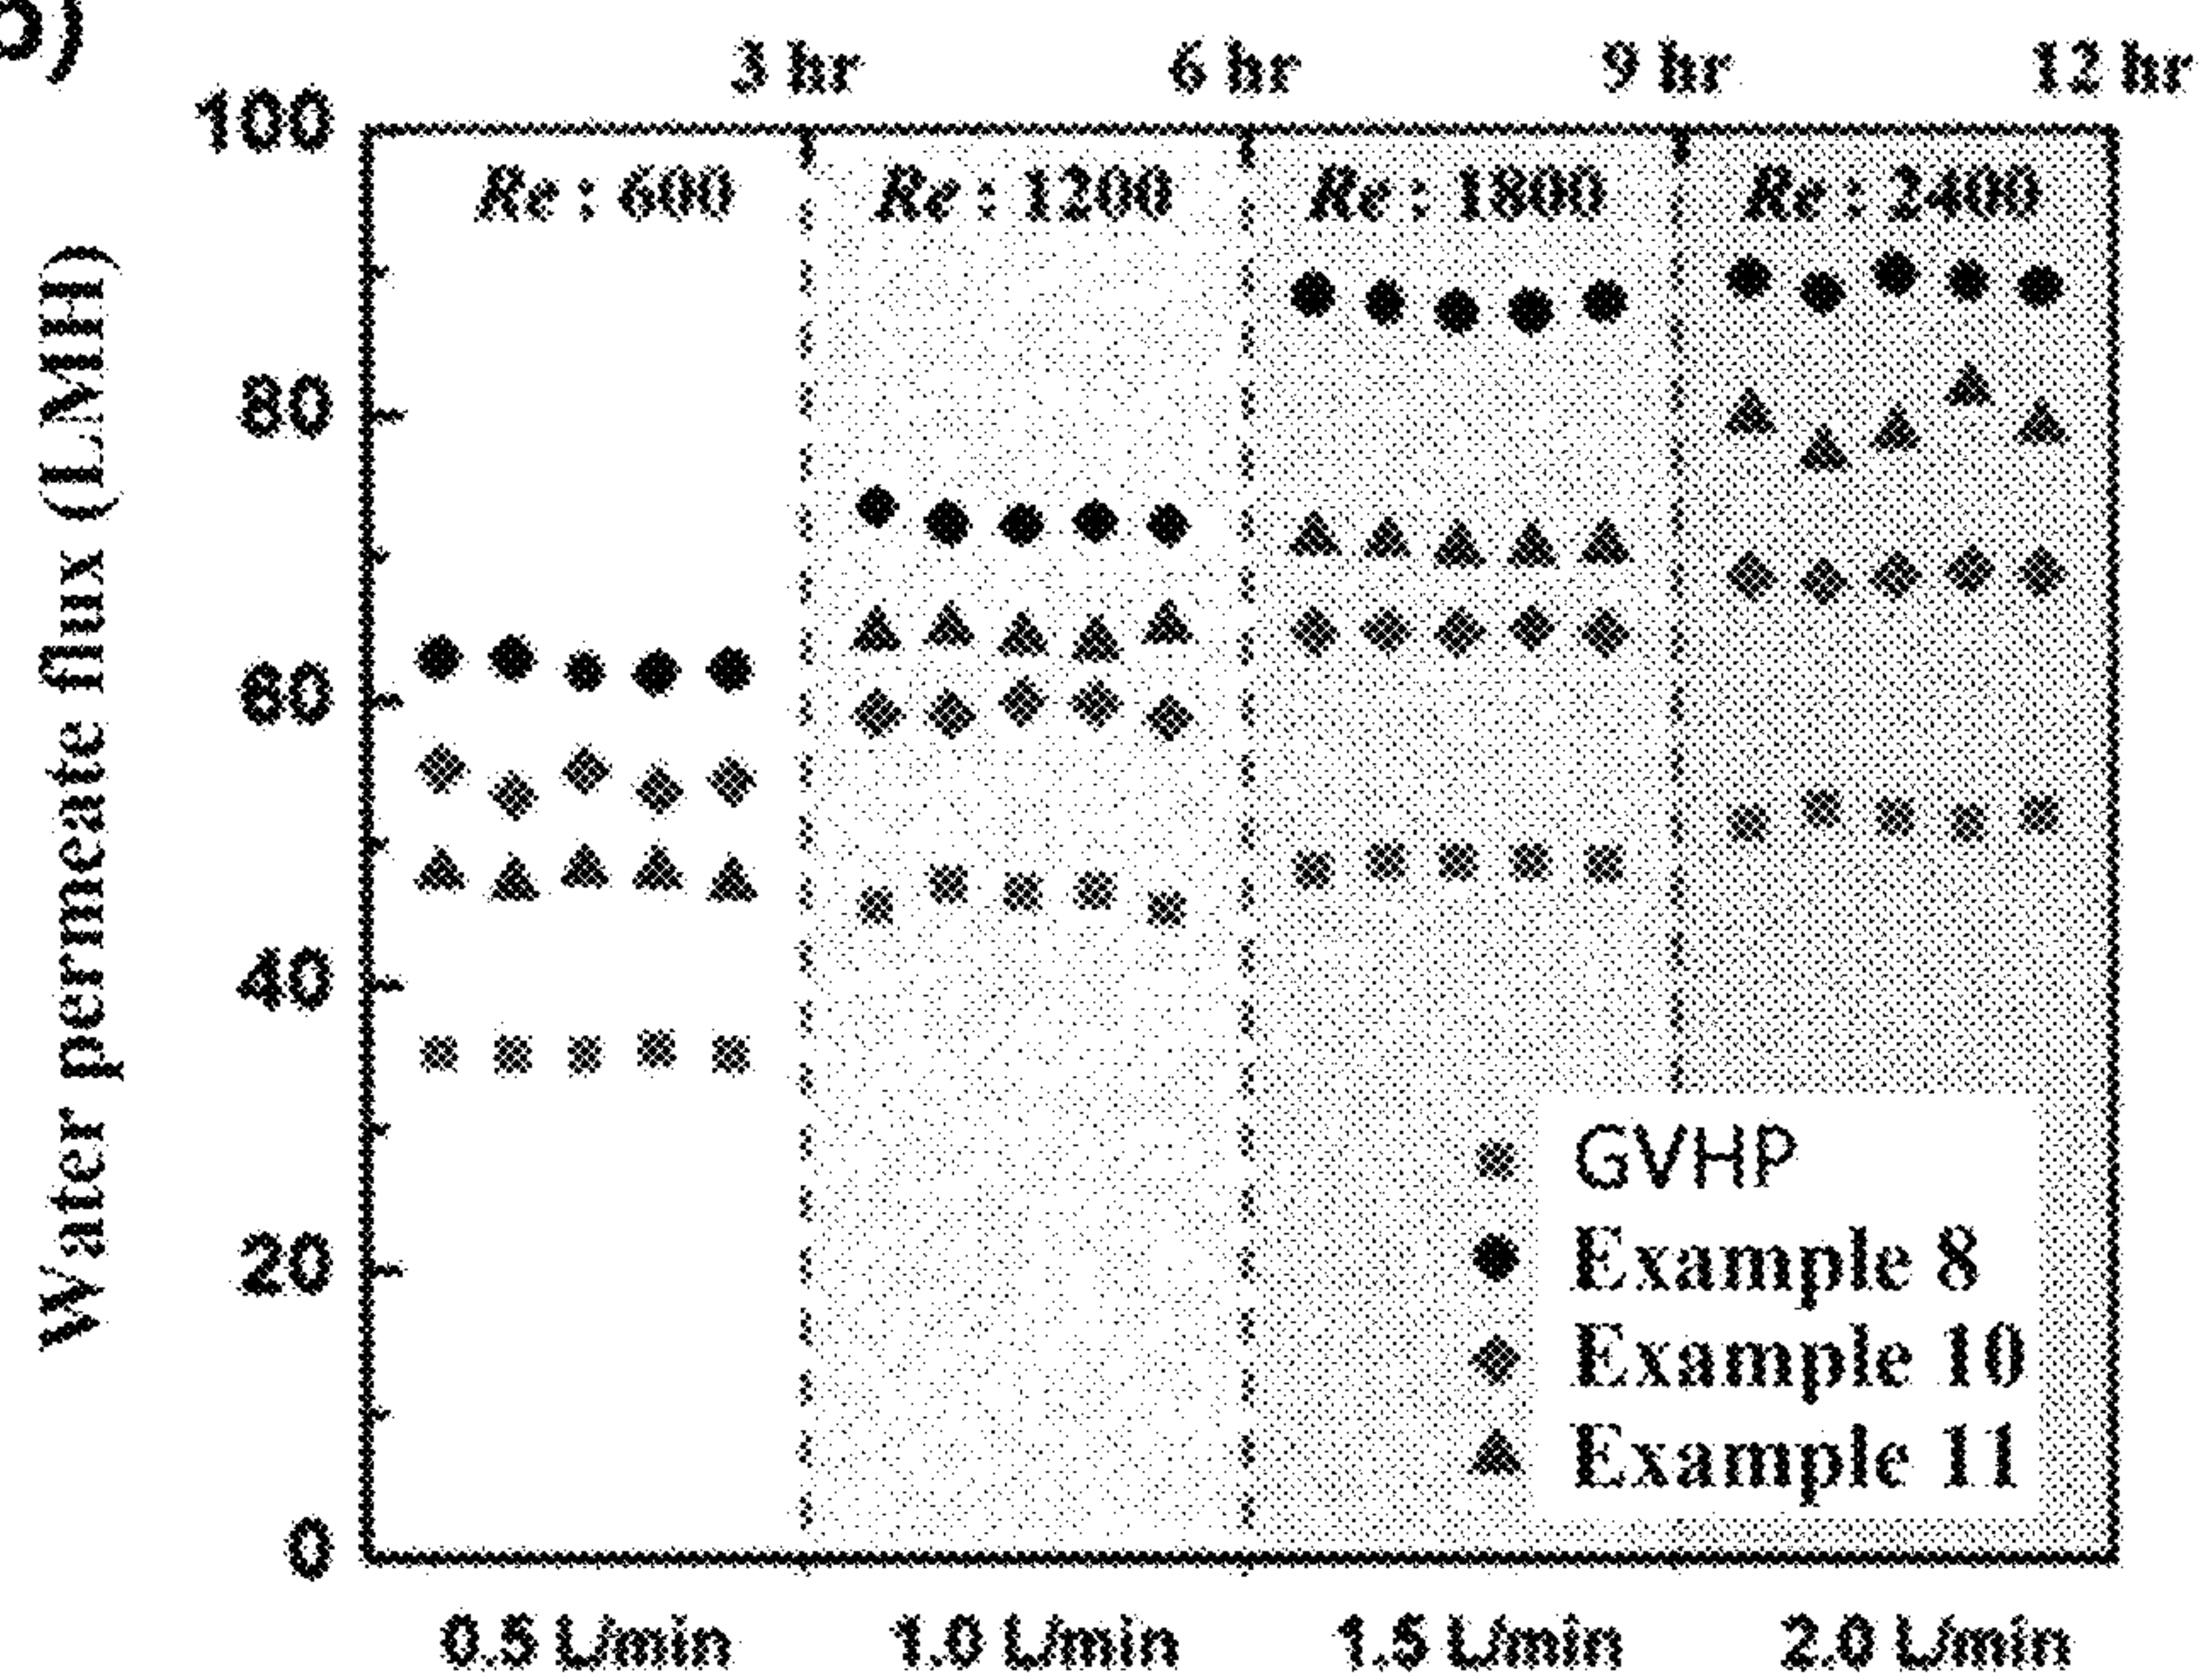 3 hr 6 hr 9 hr 12 hr
Re : 600 Re : 1200 Re : 1800 Re : 2400
Water permeate flux (LMH)
100
80
60
40
20
0
GVHP
Example 8
Example 10
Example 11
0.5 L/min 1.0 L/min 1.5 L/min 2.0 L/min